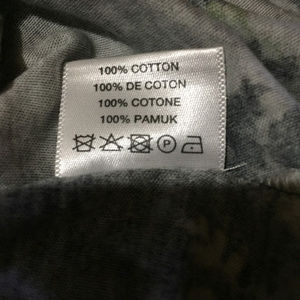 100% COTTON
100% DE COTON
100% COTONE
100% PAMUK
P